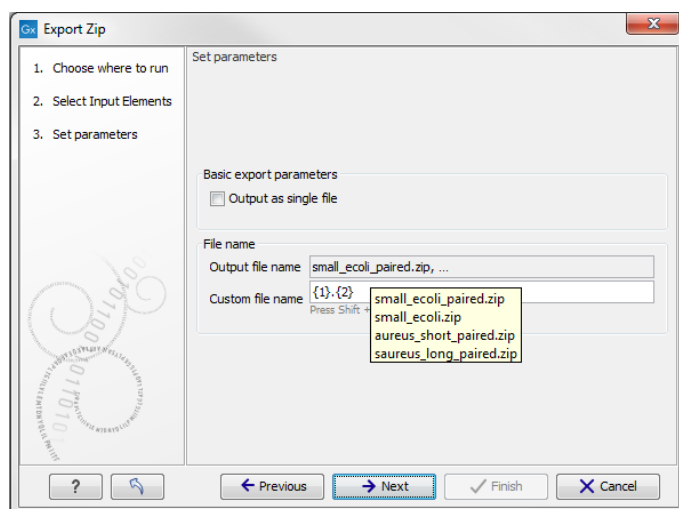 Gx Export Zip
1. Choose where to run
2. Select Input Elements
3. Set parameters
Set parameters
Basic export parameters
Output as single file
File name
Output file name small_ecoli_paired.zip, ...
Custom file name {1}.{2}
Press Shift +
small_ecoli_paired.zip
small_ecoli.zip
aureus_short_paired.zip
saureus_long_paired.zip
? Previous Next Finish Cancel